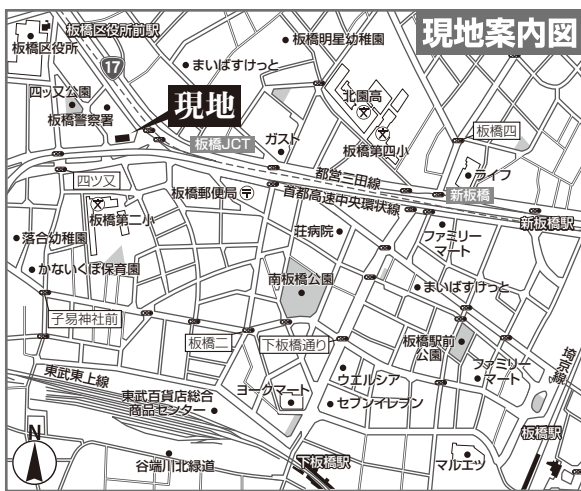 現地案内図
板橋区役所前駅
板橋区役所
17
板橋明星幼稚園
まいばすけっと
四ッ又公園
板橋警察署
現地
北園高
板橋第四小
板橋四
板橋JCT
ガスト
ライフ
四ツ又
都営三田線
新板橋
板橋郵便局
首都高速中央環状線
新板橋駅
板橋第二小
落合幼稚園
荘病院
ファミリー
マート
かないくぼ保育園
南板橋公園
まいばすけっと
子易神社前
板橋二
下板橋通り
板橋駅前
公園
埼京線
東武東上線
東武百貨店総合
商品センター
ヨークマート
ウエルシア
セブンイレブン
ファミリー
マート
N
谷端川北緑道
下板橋駅
マルエツ
板橋駅